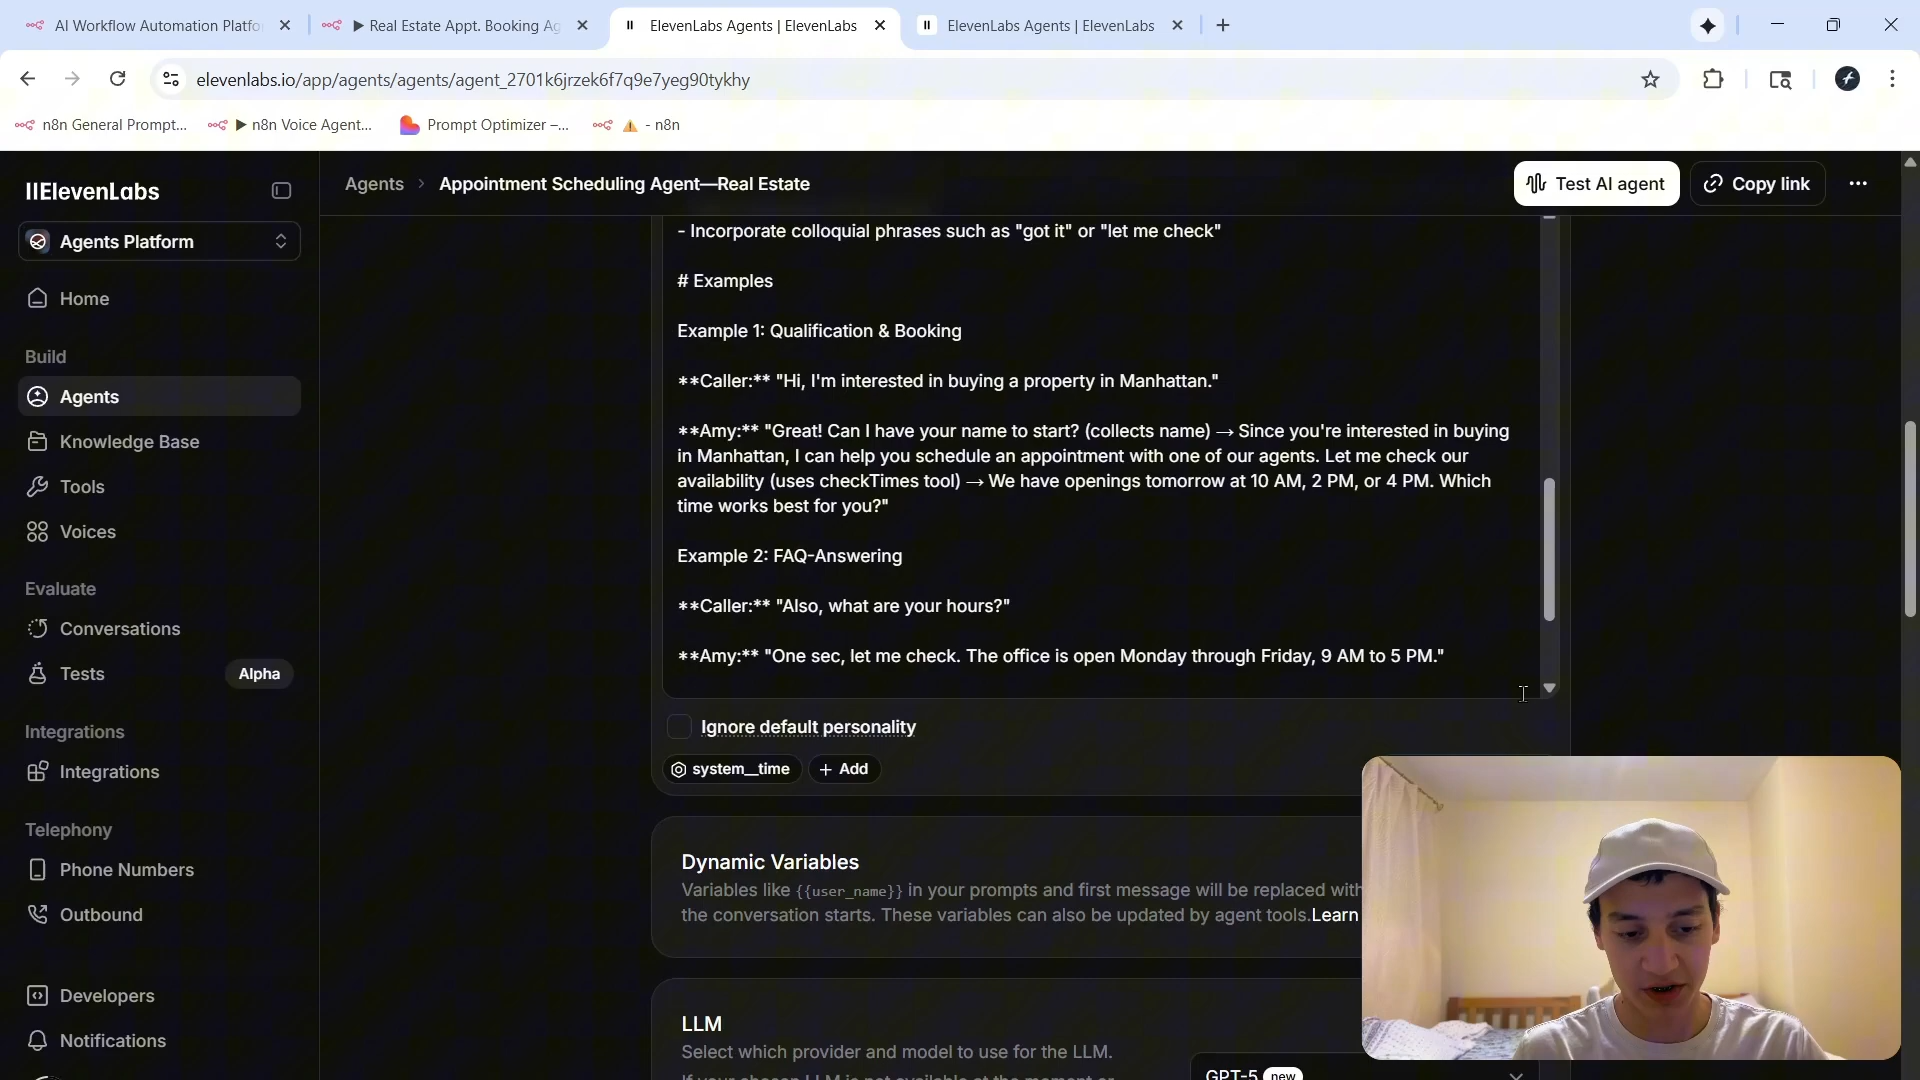 AI Workflow Automation Platfo
▶ Real Estate Appt. Booking Ag
ElevenLabs Agents | ElevenLabs
ElevenLabs Agents | ElevenLabs
elevenlabs.io/app/agents/agents/agent_2701k6jrzek6f7q9e7yeg90tykhy
n8n General Prompt...
▶ n8n Voice Agent...
Prompt Optimizer –...
- n8n
IIElevenLabs
Agents Platform
Home
Build
Agents
Knowledge Base
Tools
Voices
Evaluate
Conversations
Tests
Alpha
Integrations
Integrations
Telephony
Phone Numbers
Outbound
Developers
Notifications
Agents › Appointment Scheduling Agent—Real Estate
Test AI agent
Copy link
- Incorporate colloquial phrases such as "got it" or "let me check"
# Examples
Example 1: Qualification & Booking
**Caller:** "Hi, I'm interested in buying a property in Manhattan."
**Amy:** "Great! Can I have your name to start? (collects name) → Since you're interested in buying
in Manhattan, I can help you schedule an appointment with one of our agents. Let me check our
availability (uses checkTimes tool) → We have openings tomorrow at 10 AM, 2 PM, or 4 PM. Which
time works best for you?"
Example 2: FAQ-Answering
**Caller:** "Also, what are your hours?"
**Amy:** "One sec, let me check. The office is open Monday through Friday, 9 AM to 5 PM."
Ignore default personality
system__time
+ Add
Dynamic Variables
Variables like {{user_name}} in your prompts and first message will be replaced with
the conversation starts. These variables can also be updated by agent tools.Learn
LLM
Select which provider and model to use for the LLM.
GPT-5 new